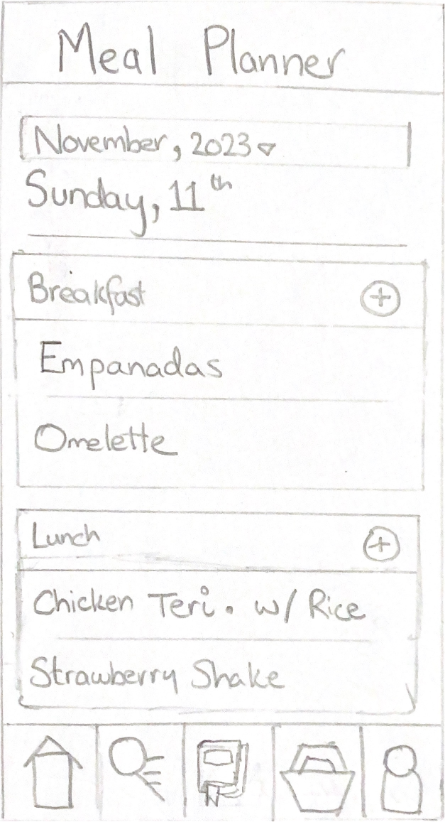 Meal Planner
November, 2023
Sunday, 11th
Breakfast
Empanadas
Omelette
Lunch
Chicken Teri. w/ Rice
Strawberry Shake